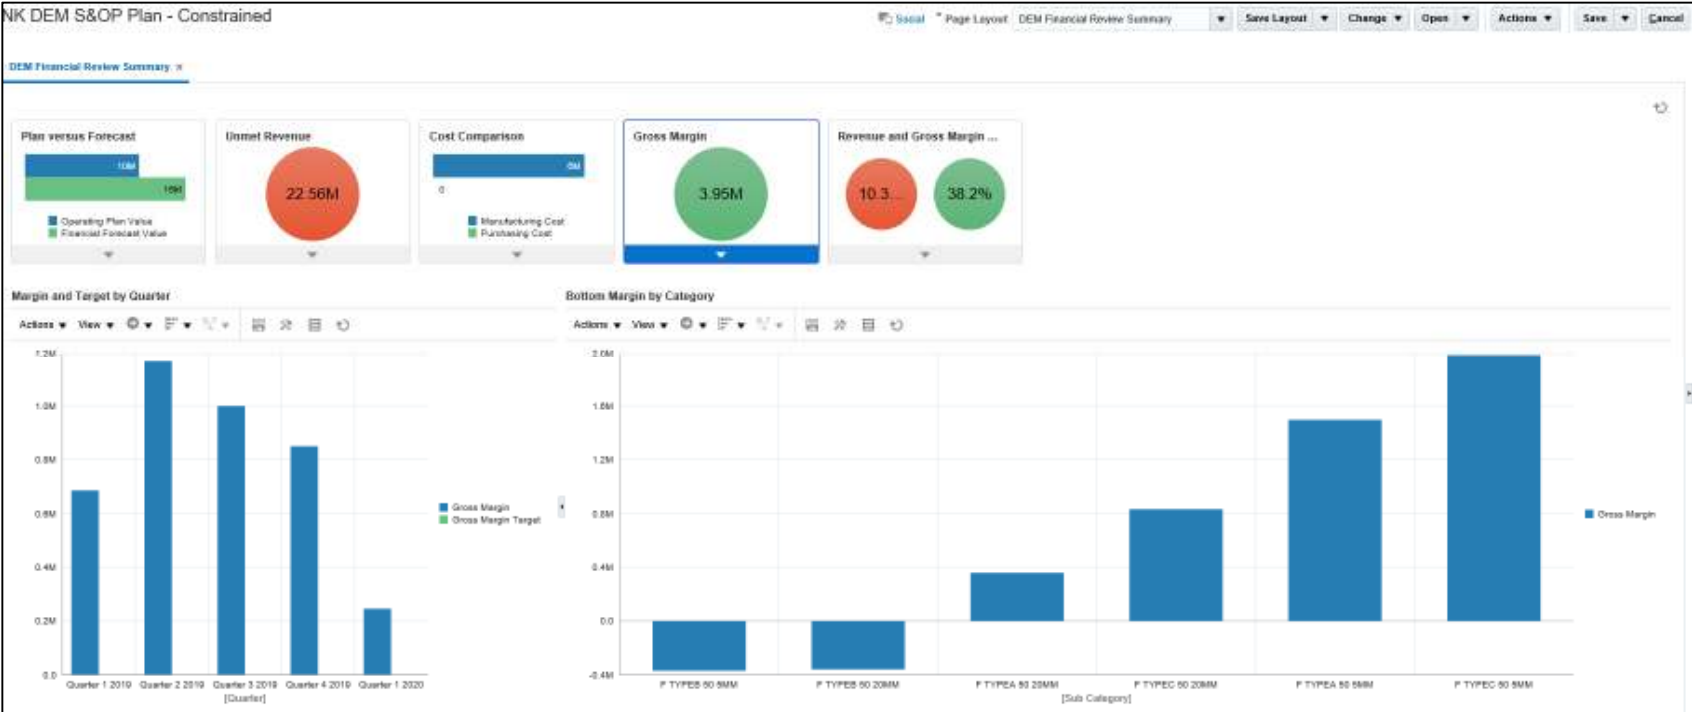 NK DEM S&OP Plan - Constrained
Social * Page Layout DEM Financial Review Summary Save Layout Change Open Actions Save Cancel
DEM Financial Review Summary ×
Plan versus Forecast
10M
16M
Operating Plan Value
Financial Forecast Value
Unmet Revenue
22.56M
Cost Comparison
6M
0
Manufacturing Cost
Purchasing Cost
Gross Margin
3.95M
Revenue and Gross Margin ...
10.3...
38.2%
Margin and Target by Quarter
Actions View
1.2M
1.0M
0.8M
0.6M
0.4M
0.2M
0.0
Quarter 1 2019 Quarter 2 2019 Quarter 3 2019 Quarter 4 2019 Quarter 1 2020
[Quarter]
Gross Margin
Gross Margin Target
Bottom Margin by Category
Actions View
2.0M
1.6M
1.2M
0.8M
0.4M
0.0
-0.4M
P TYPEB 50 5MM P TYPEB 50 20MM P TYPEA 50 20MM P TYPEC 50 20MM P TYPEA 50 5MM P TYPEC 50 5MM
[Sub Category]
Gross Margin